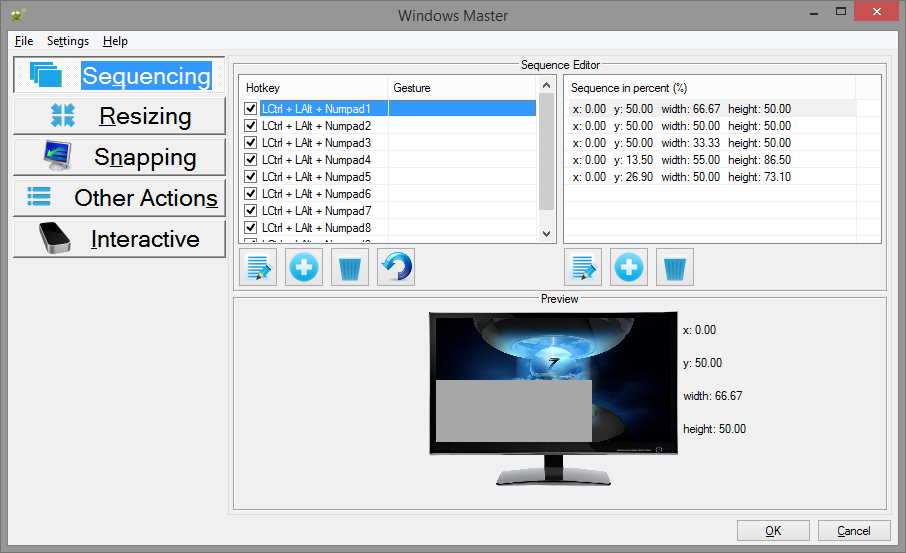 Windows Master
File Settings Help
Sequencing
Resizing
Snapping
Other Actions
Interactive
Sequence Editor
Hotkey Gesture
LCtrl + LAlt + Numpad1
LCtrl + LAlt + Numpad2
LCtrl + LAlt + Numpad3
LCtrl + LAlt + Numpad4
LCtrl + LAlt + Numpad5
LCtrl + LAlt + Numpad6
LCtrl + LAlt + Numpad7
LCtrl + LAlt + Numpad8
Sequence in percent (%)
x: 0.00 y: 50.00 width: 66.67 height: 50.00
x: 0.00 y: 50.00 width: 50.00 height: 50.00
x: 0.00 y: 50.00 width: 33.33 height: 50.00
x: 0.00 y: 13.50 width: 55.00 height: 86.50
x: 0.00 y: 26.90 width: 50.00 height: 73.10
Preview
7
x: 0.00
y: 50.00
width: 66.67
height: 50.00
OK Cancel